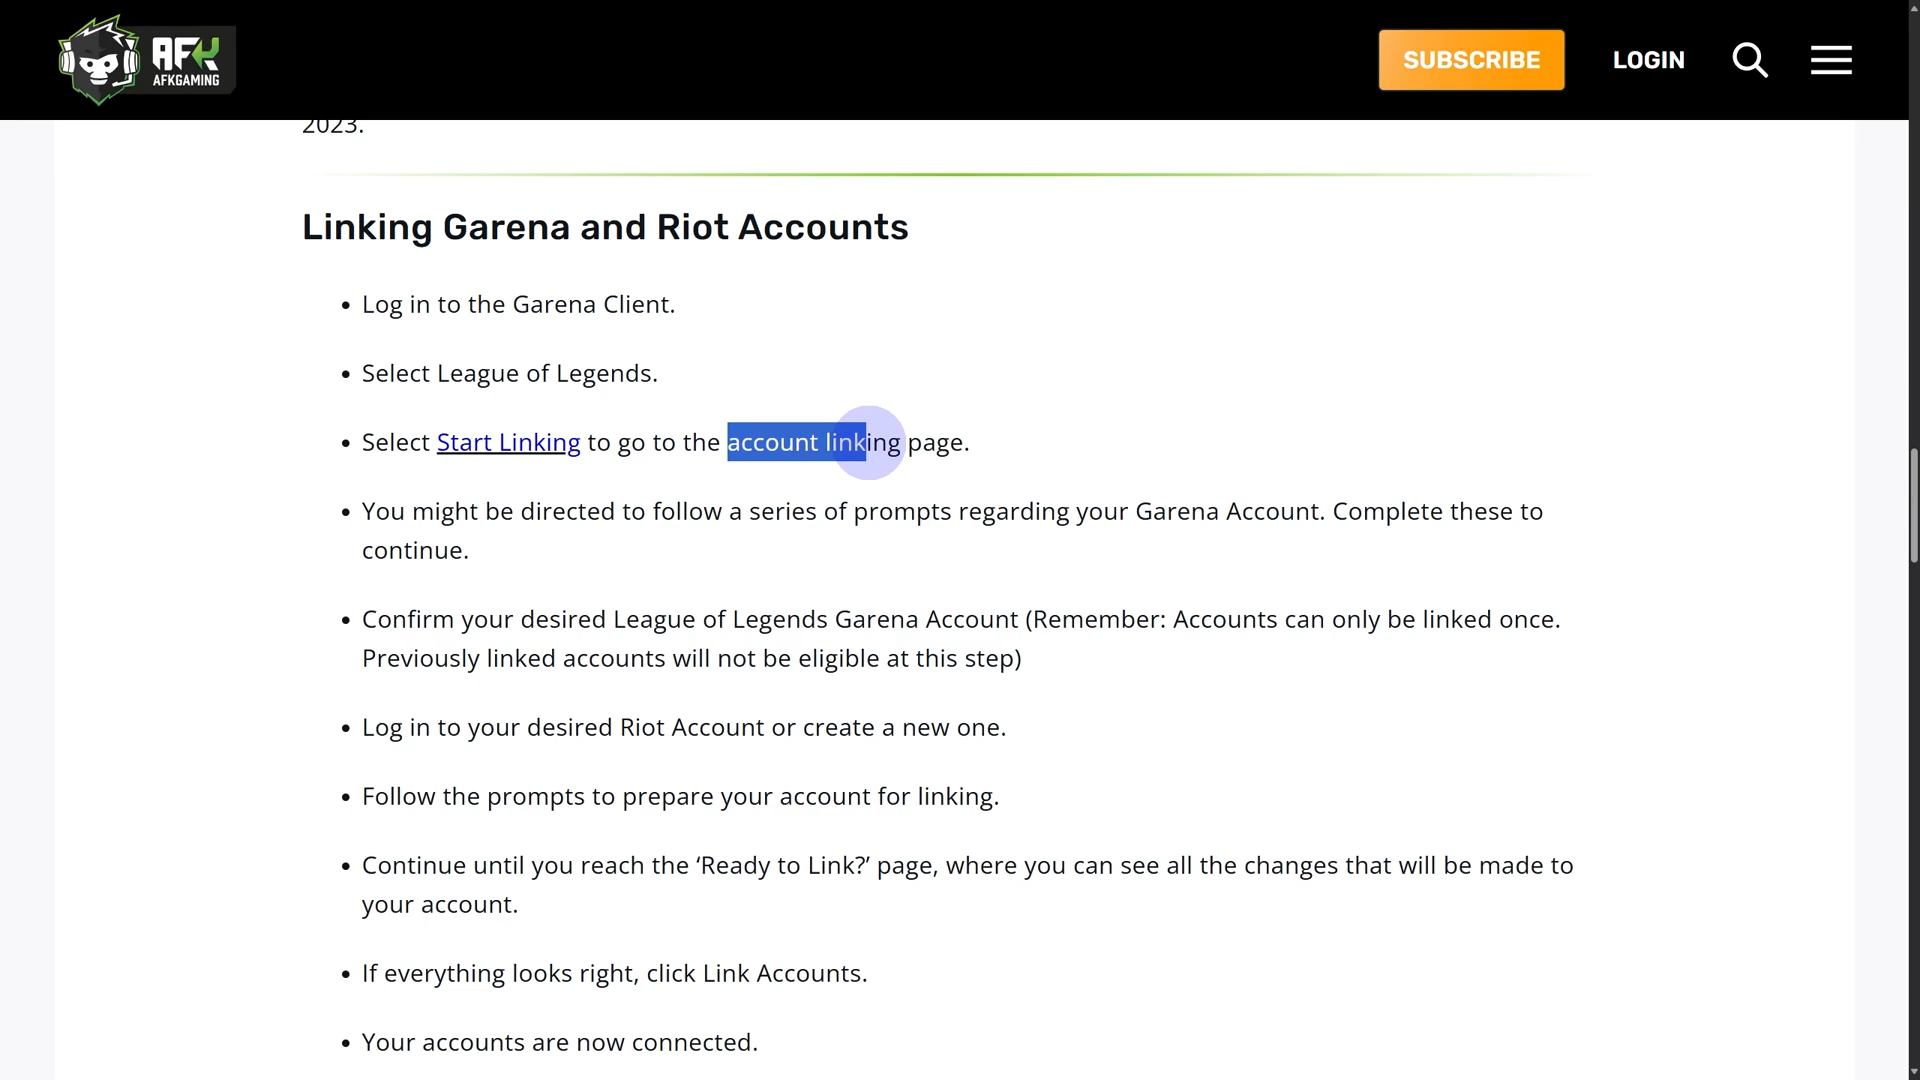 AFK
AFKGAMING
SUBSCRIBE
LOGIN
2023.
Linking Garena and Riot Accounts
• Log in to the Garena Client.
• Select League of Legends.
• Select Start Linking to go to the account linking page.
• You might be directed to follow a series of prompts regarding your Garena Account. Complete these to
continue.
• Confirm your desired League of Legends Garena Account (Remember: Accounts can only be linked once.
Previously linked accounts will not be eligible at this step)
• Log in to your desired Riot Account or create a new one.
• Follow the prompts to prepare your account for linking.
• Continue until you reach the ‘Ready to Link?’ page, where you can see all the changes that will be made to
your account.
• If everything looks right, click Link Accounts.
• Your accounts are now connected.